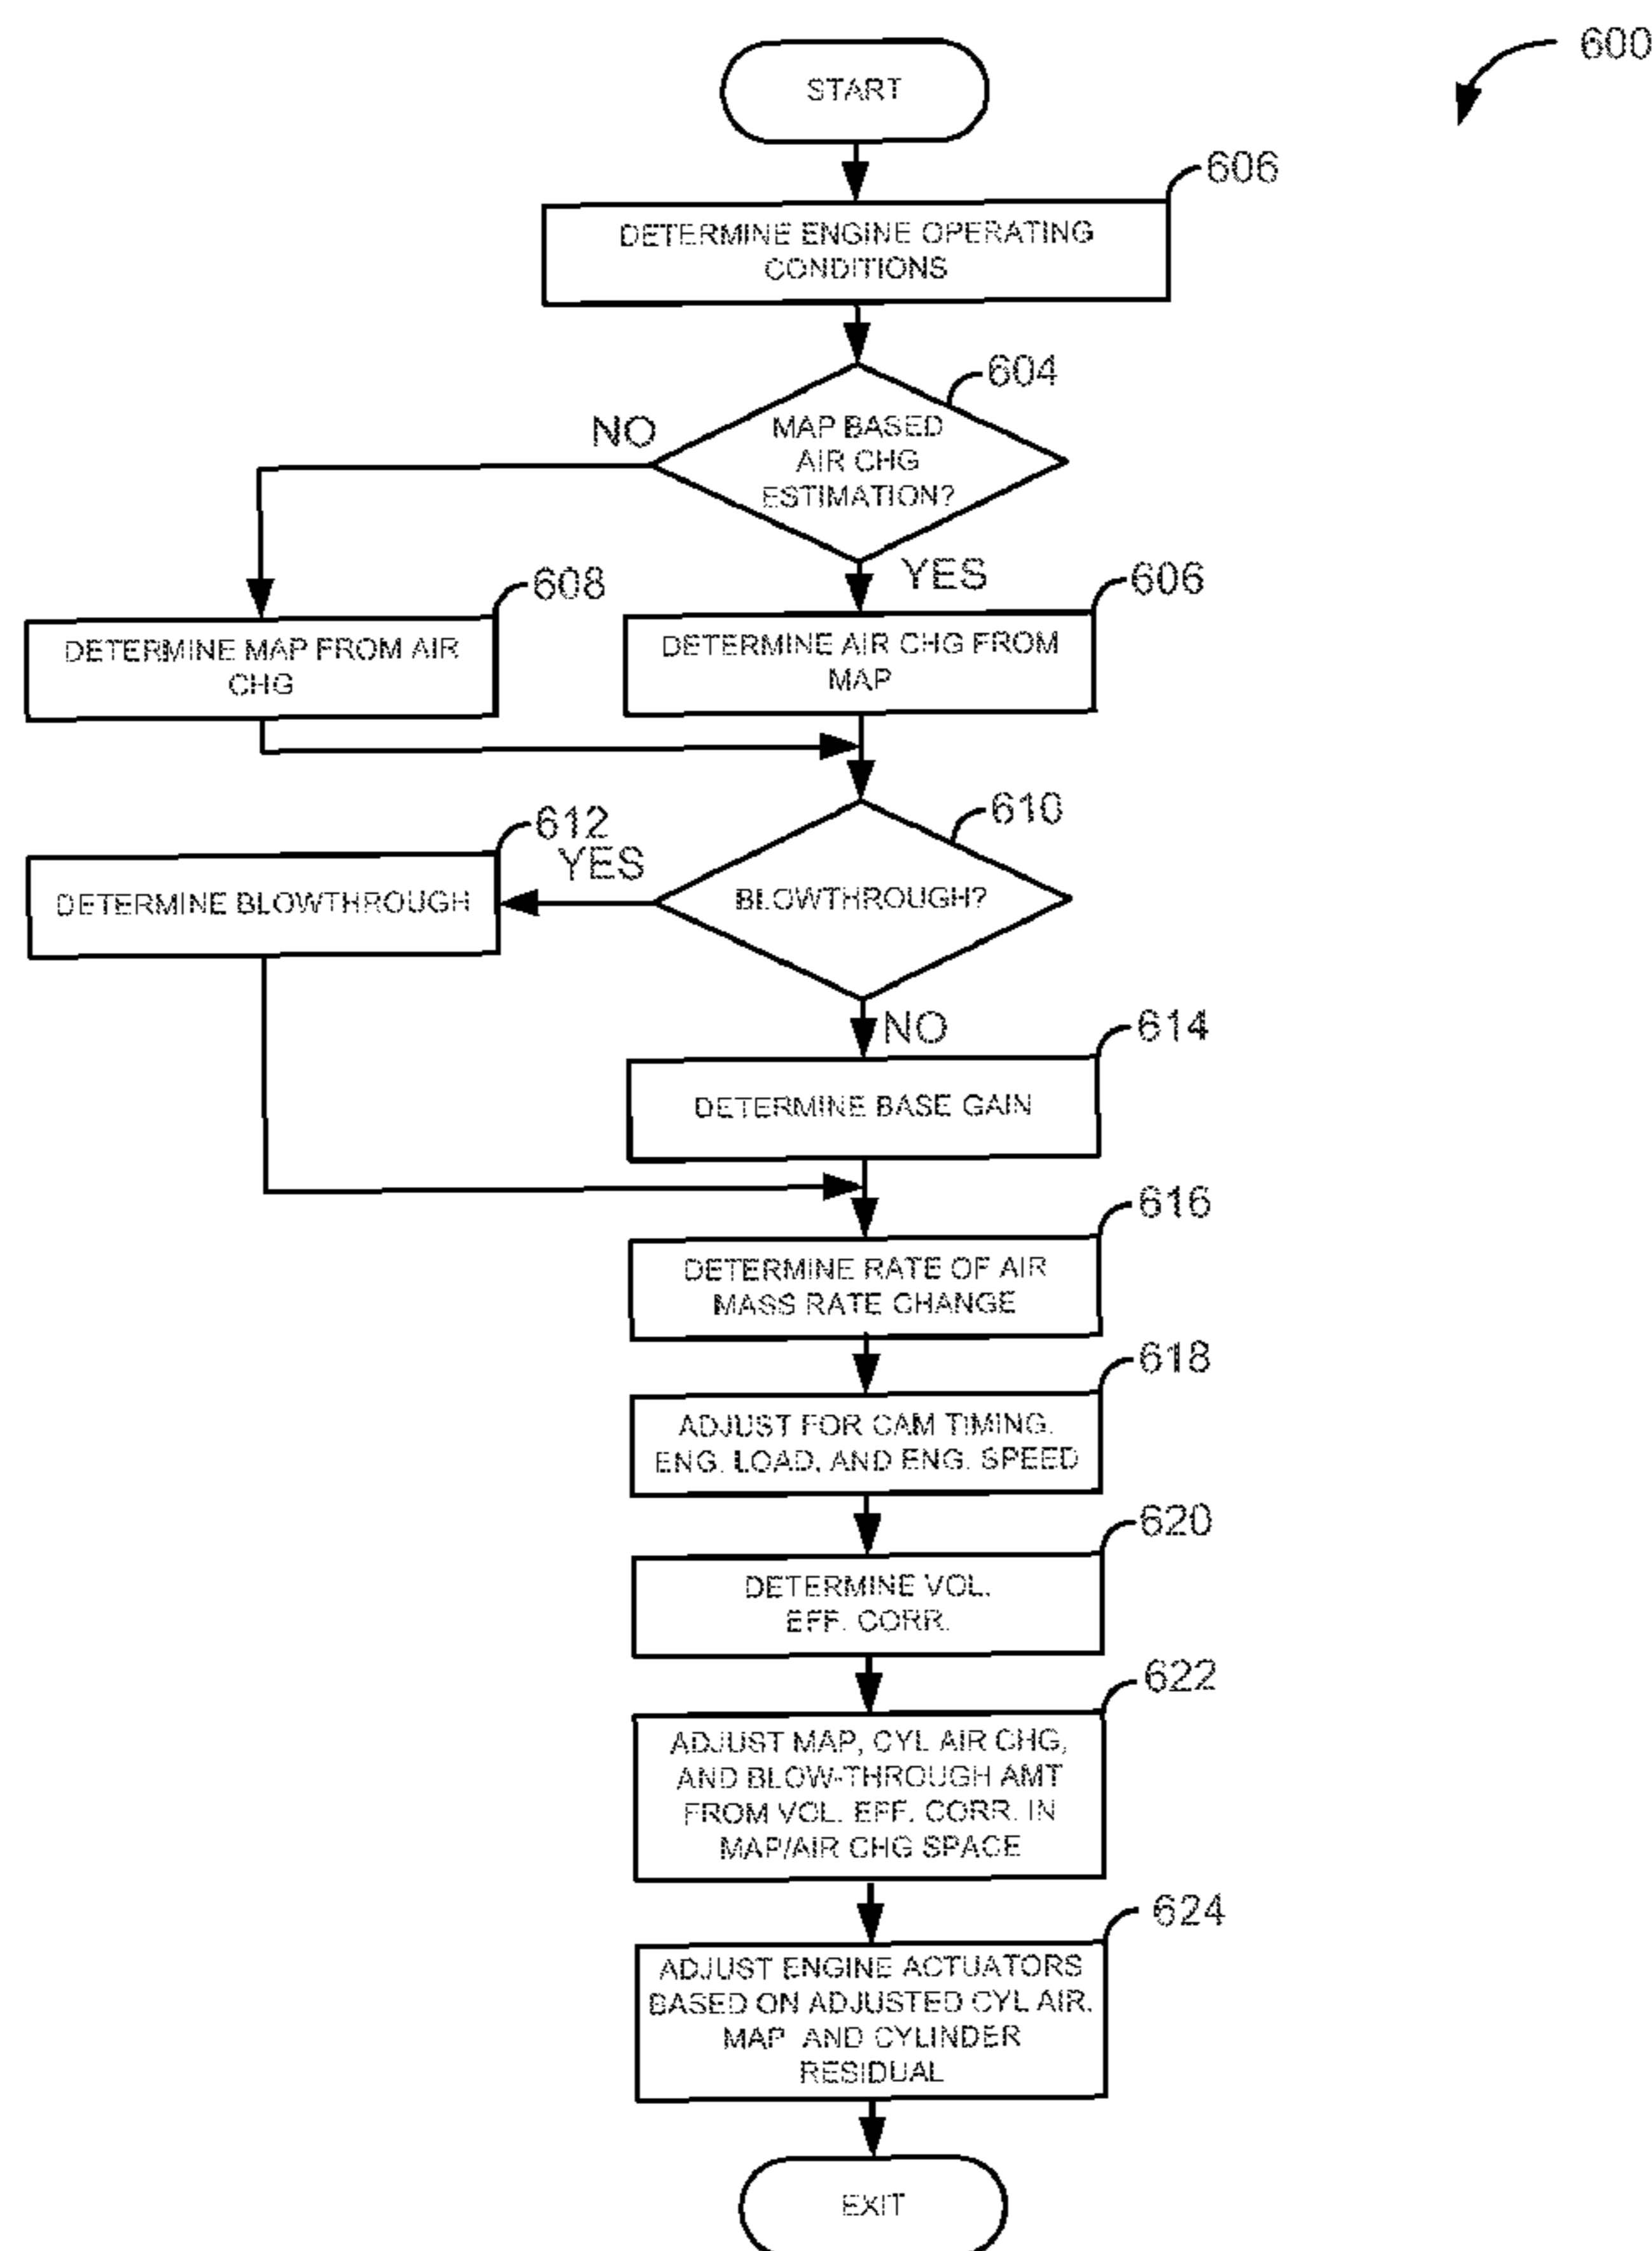 600
START
606
DETERMINE ENGINE OPERATING
CONDITIONS
604
MAP BASED
AIR CHG
ESTIMATION?
NO
YES
608
DETERMINE MAP FROM AIR
CHG
606
DETERMINE AIR CHG FROM
MAP
610
BLOWTHROUGH?
612
YES
DETERMINE BLOWTHROUGH
NO
614
DETERMINE BASE GAIN
616
DETERMINE RATE OF AIR
MASS RATE CHANGE
618
ADJUST FOR CAM TIMING,
ENG. LOAD, AND ENG. SPEED
620
DETERMINE VOL.
EFF. CORR.
622
ADJUST MAP, CYL AIR CHG,
AND BLOW-THROUGH AMT
FROM VOL. EFF. CORR. IN
MAP/AIR CHG SPACE
624
ADJUST ENGINE ACTUATORS
BASED ON ADJUSTED CYL AIR,
MAP AND CYLINDER
RESIDUAL
EXIT